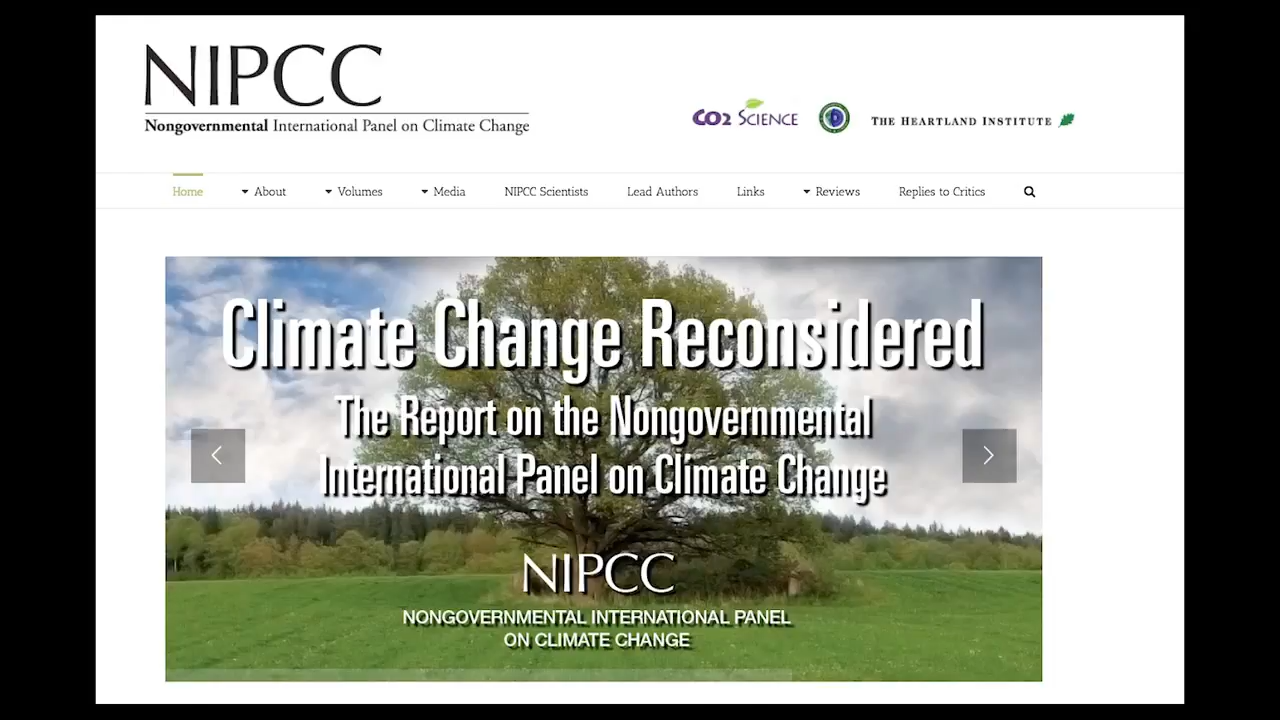 NIPCC
Nongovernmental International Panel on Climate Change
CO2 SCIENCE
THE HEARTLAND INSTITUTE
Home About Volumes Media NIPCC Scientists Lead Authors Links Reviews Replies to Critics
Climate Change Reconsidered
The Report on the Nongovernmental
International Panel on Climate Change
NIPCC
NONGOVERNMENTAL INTERNATIONAL PANEL
ON CLIMATE CHANGE